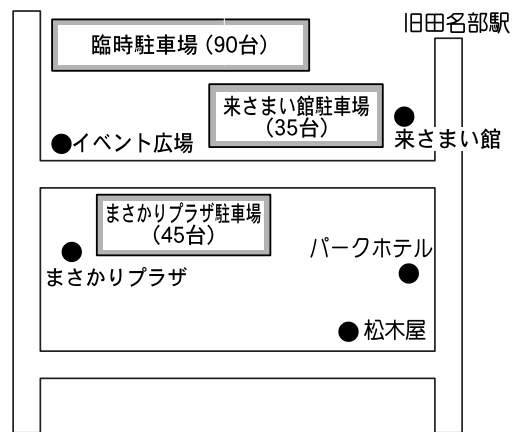 旧田名部駅
臨時駐車場（90台）
来さまい館駐車場
（35台）
来さまい館
イベント広場
まさかりプラザ駐車場
（45台）
パークホテル
まさかりプラザ
松木屋